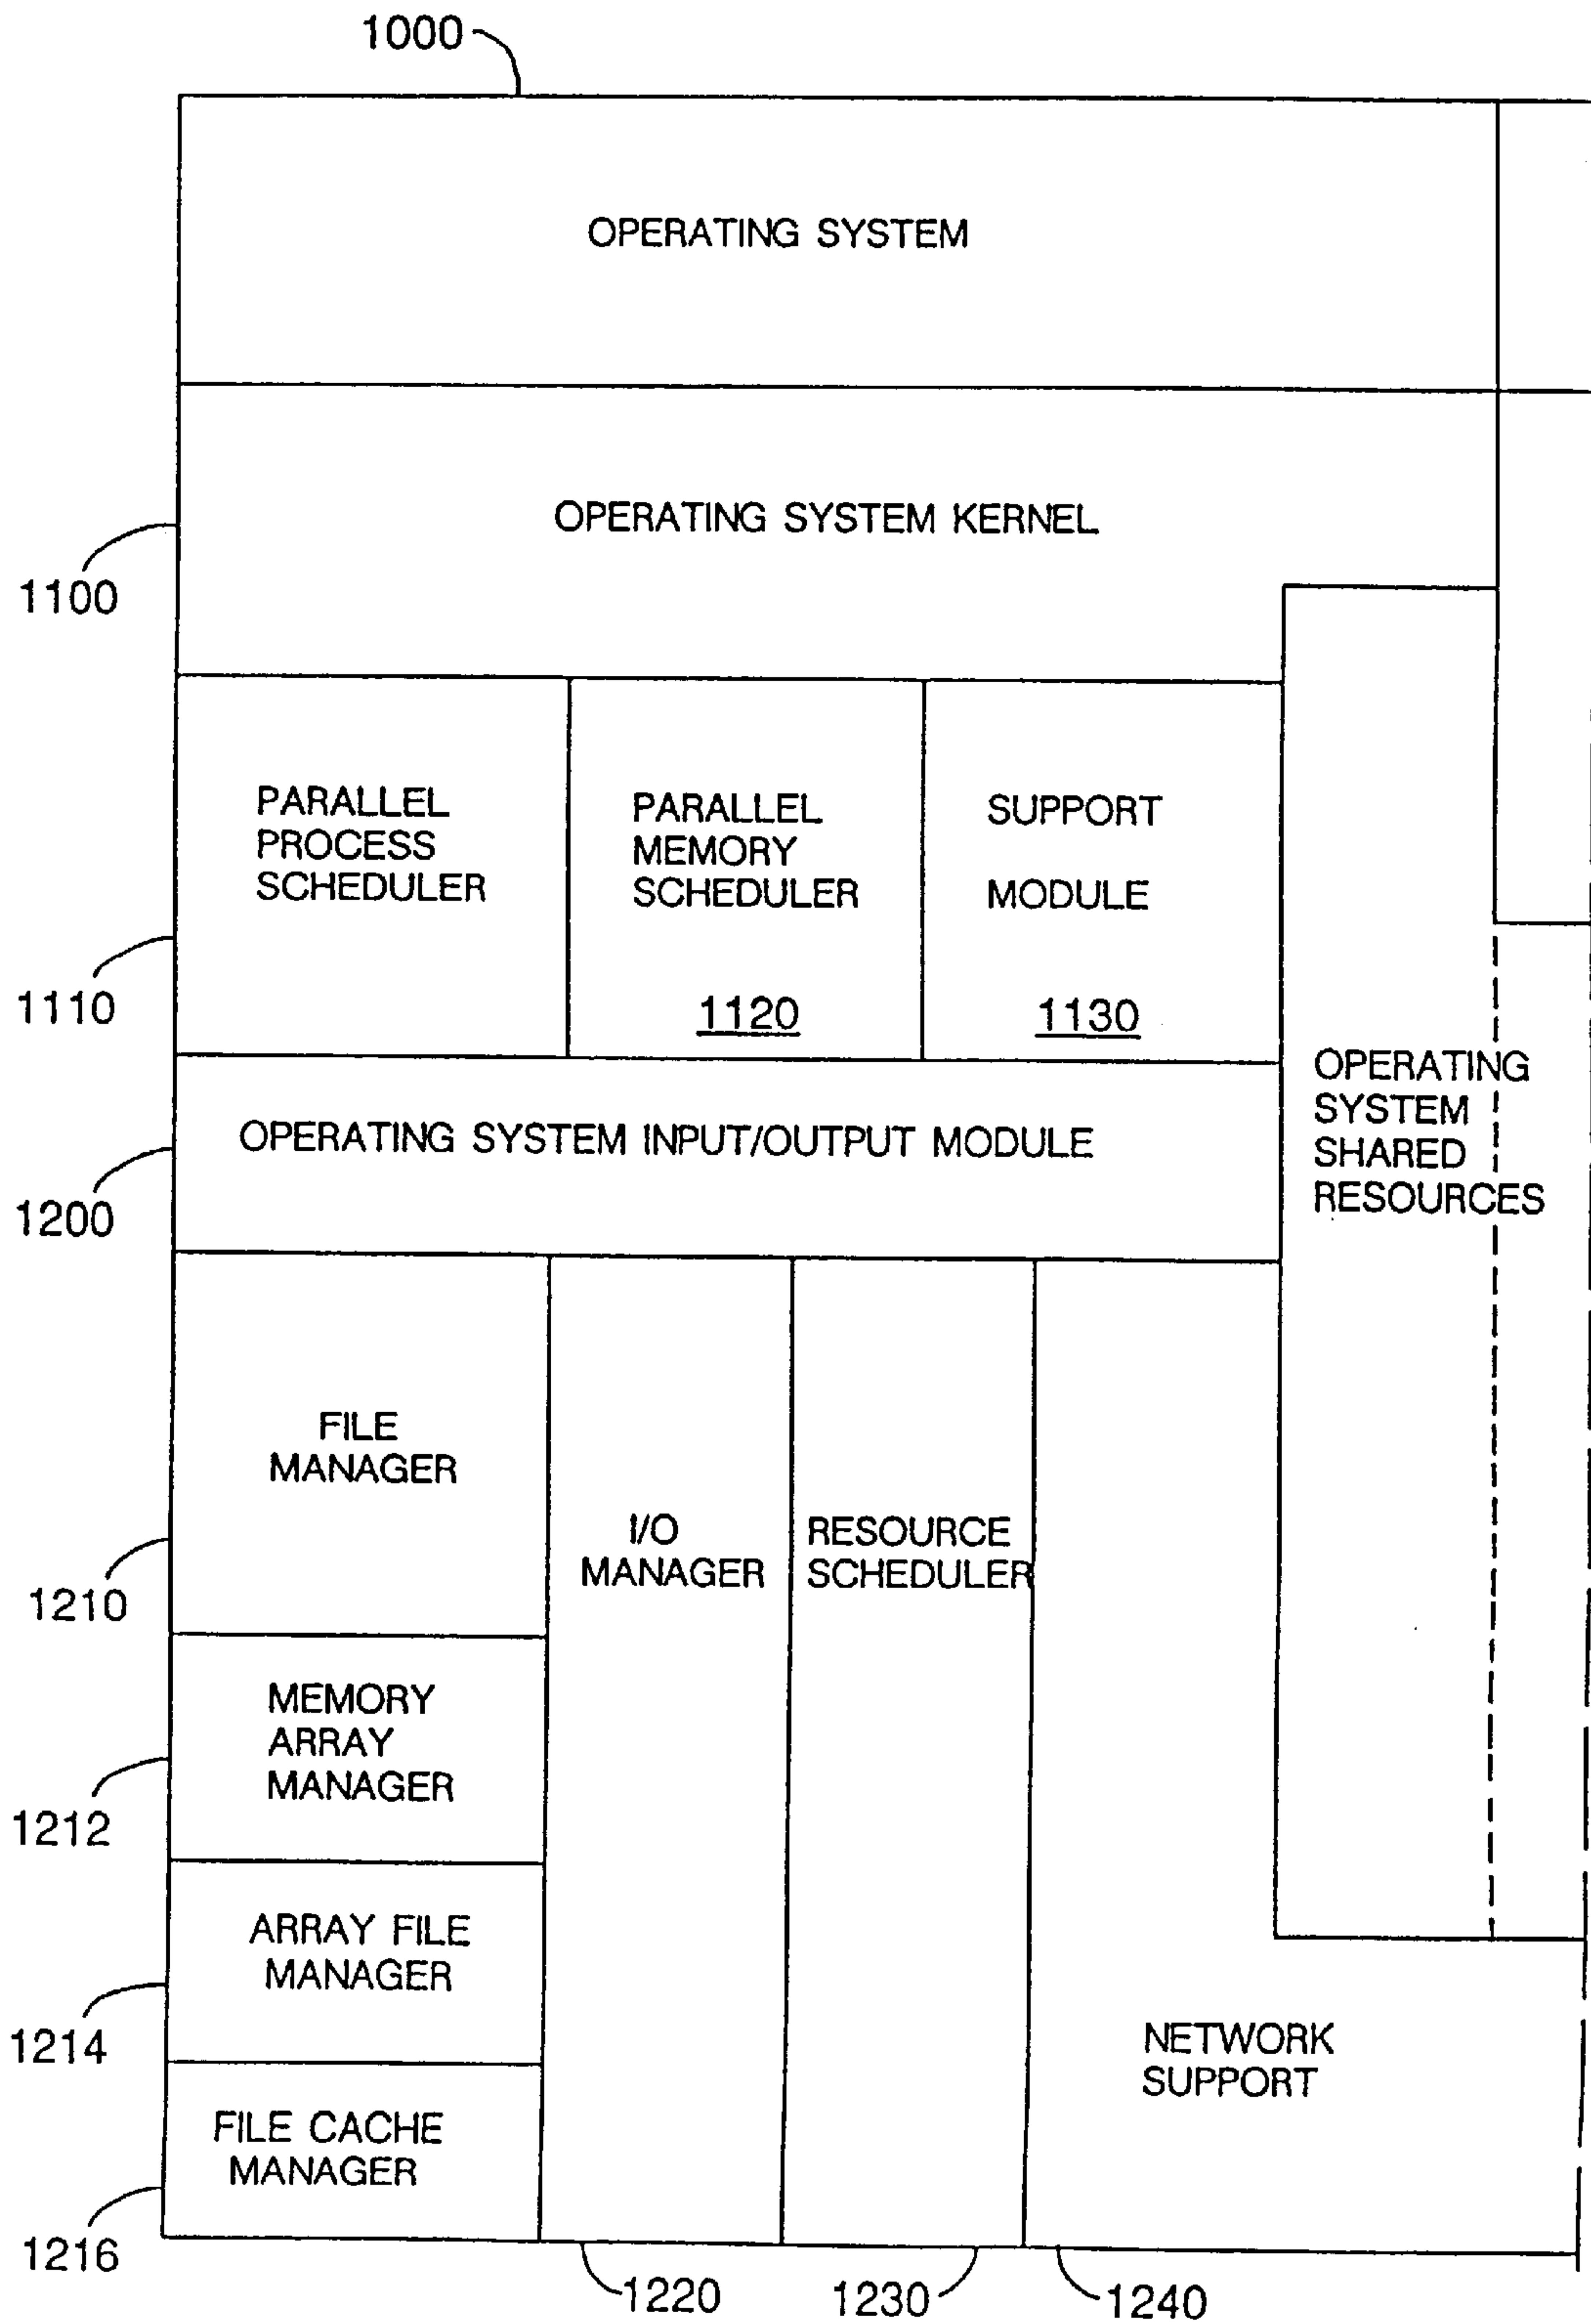 1000
OPERATING SYSTEM
OPERATING SYSTEM KERNEL
1100
PARALLEL
PROCESS
SCHEDULER
1110
PARALLEL
MEMORY
SCHEDULER
1120
SUPPORT
MODULE
1130
OPERATING
SYSTEM
SHARED
RESOURCES
OPERATING SYSTEM INPUT/OUTPUT MODULE
1200
FILE
MANAGER
1210
I/O
MANAGER
RESOURCE
SCHEDULER
MEMORY
ARRAY
MANAGER
1212
ARRAY FILE
MANAGER
1214
NETWORK
SUPPORT
FILE CACHE
MANAGER
1216
1220
1230
1240